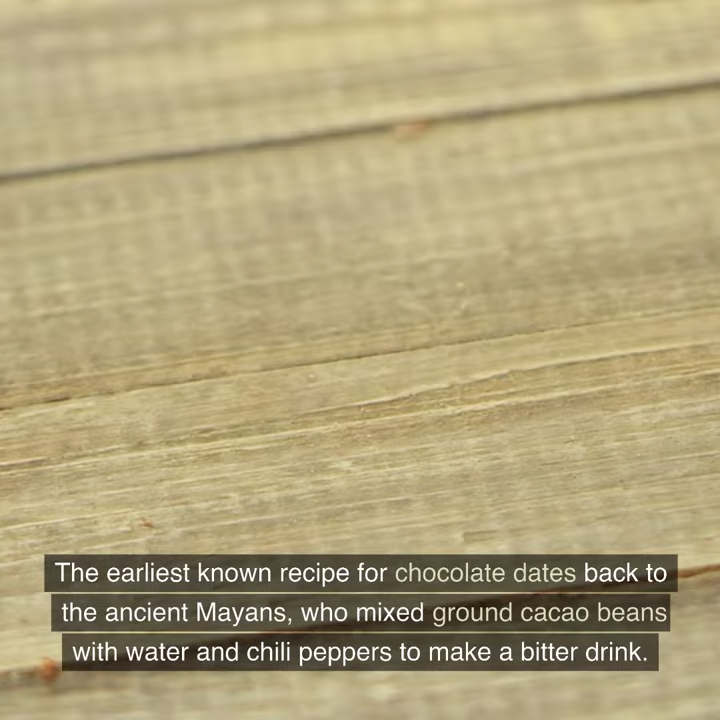 The earliest known recipe for chocolate dates back to
the ancient Mayans, who mixed ground cacao beans
with water and chili peppers to make a bitter drink.